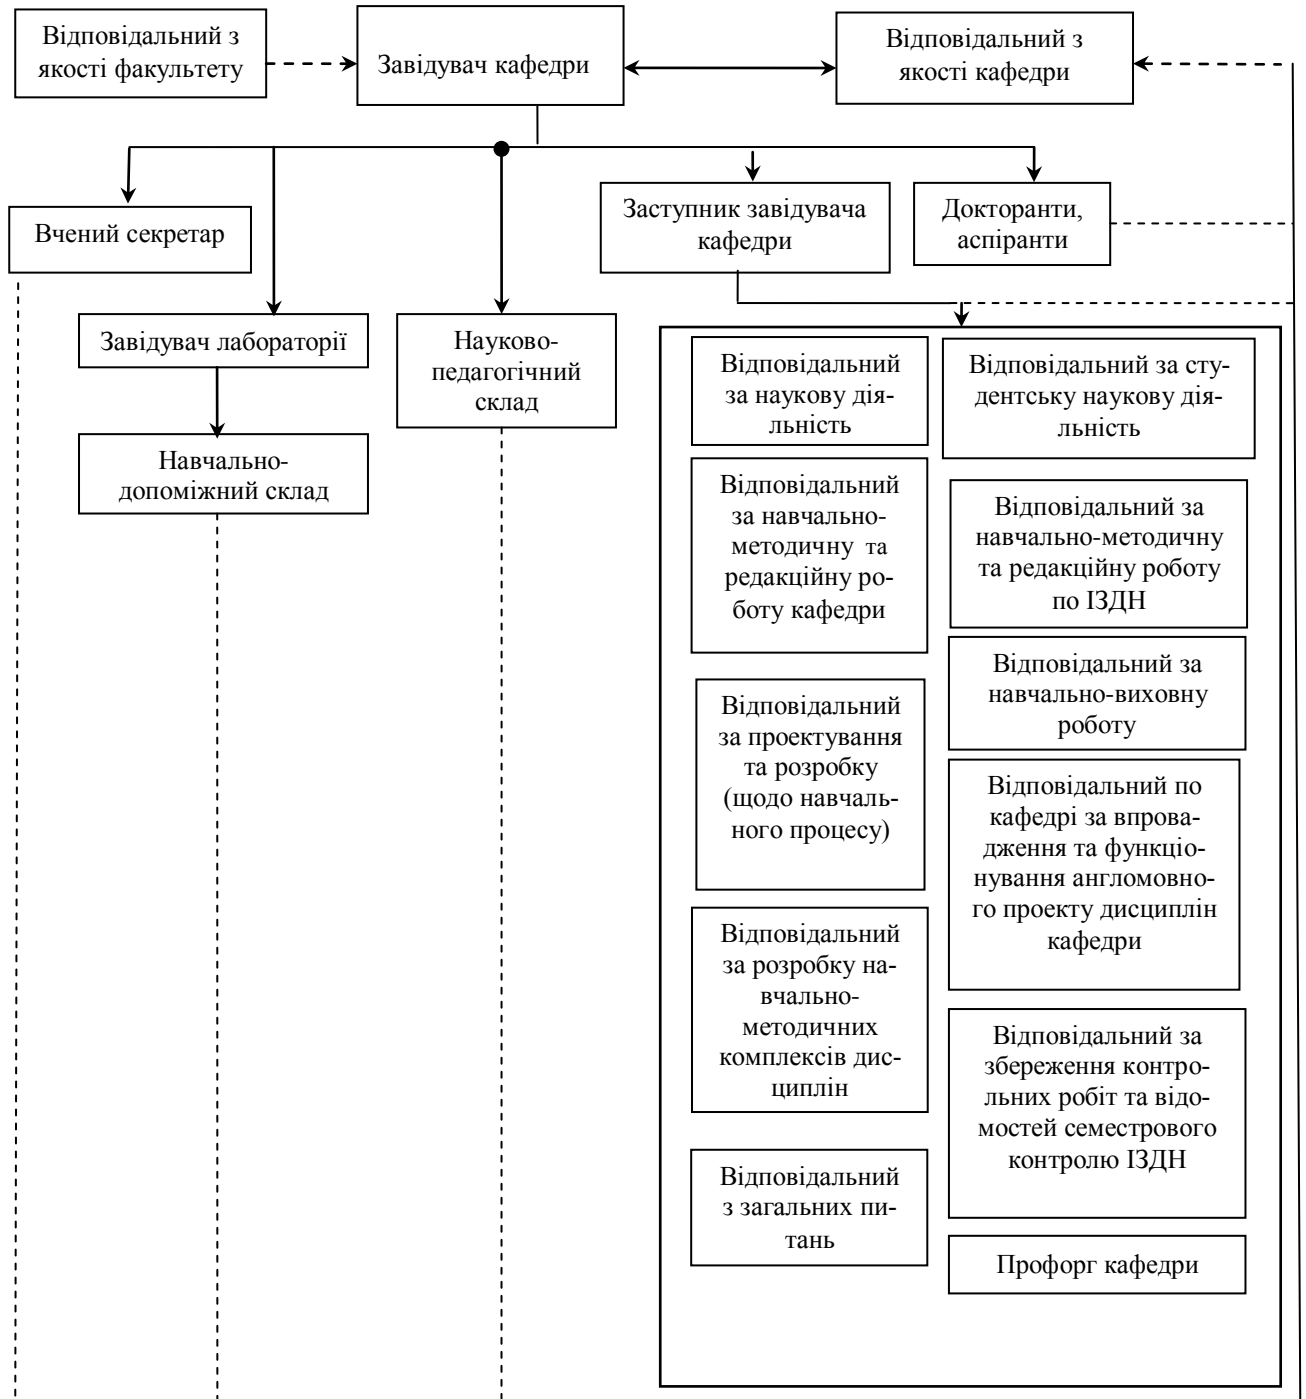 Відповідальний з
якості факультету
Завідувач кафедри
Відповідальний з
якості кафедри
Вчений секретар
Заступник завідувача
кафедри
Докторанти,
аспіранти
Завідувач лабораторії
Науково-
педагогічний
склад
Навчально-
допоміжний склад
Відповідальний
за наукову дія-
льність
Відповідальний за сту-
дентську наукову дія-
льність
Відповідальний
за навчально-
методичну та
редакційну ро-
боту кафедри
Відповідальний за
навчально-методичну
та редакційну роботу
по ІЗДН
Відповідальний за
навчально-виховну
роботу
Відповідальний
за проектування
та розробку
(щодо навчаль-
ного процесу)
Відповідальний по
кафедрі за впрова-
дження та функціо-
нування англомовно-
го проекту дисциплін
кафедри
Відповідальний
за розробку на-
вчально-
методичних
комплексів дис-
циплін
Відповідальний за
збереження контро-
льних робіт та відо-
мостей семестрового
контролю ІЗДН
Відповідальний
з загальних пи-
тань
Профорг кафедри